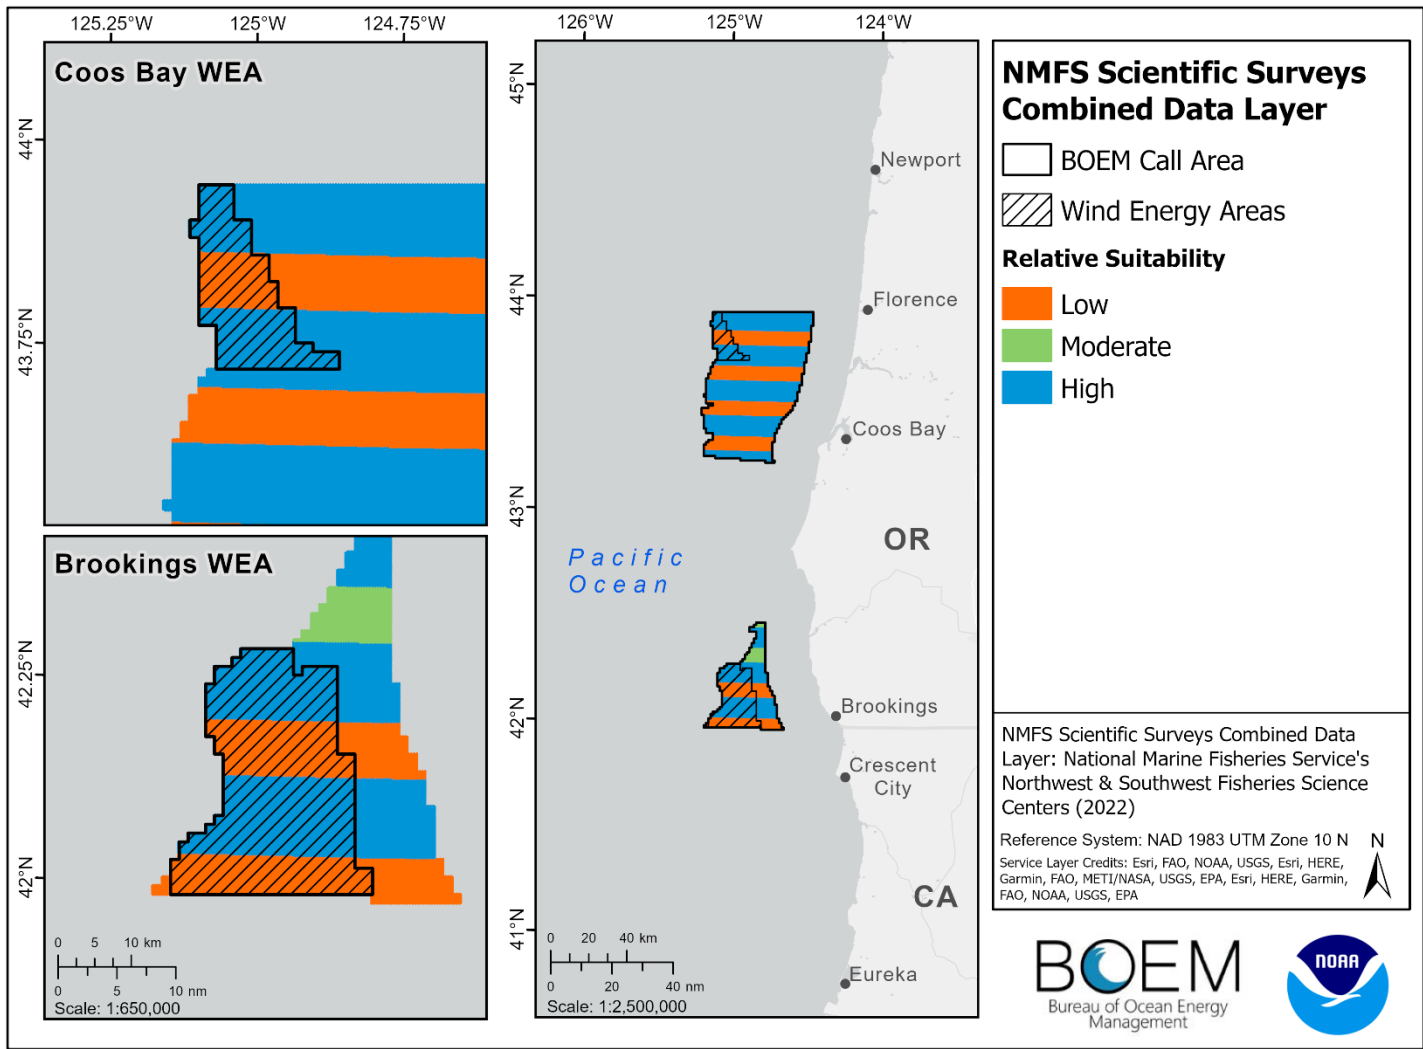 125.25°W 125°W 124.75°W
Coos Bay WEA
44°N
43.75°N
Brookings WEA
42.25°N
42°N
0 5 10 km
0 5 10 nm
Scale: 1:650,000
126°W 125°W 124°W
45°N
44°N
43°N
42°N
41°N
Newport
Florence
Coos Bay
OR
Pacific
Ocean
Brookings
Crescent
City
CA
Eureka
0 20 40 km
0 20 40 nm
Scale: 1:2,500,000
NMFS Scientific Surveys
Combined Data Layer
BOEM Call Area
Wind Energy Areas
Relative Suitability
Low
Moderate
High
NMFS Scientific Surveys Combined Data
Layer: National Marine Fisheries Service's
Northwest & Southwest Fisheries Science
Centers (2022)
Reference System: NAD 1983 UTM Zone 10 N
N
Service Layer Credits: Esri, FAO, NOAA, USGS, Esri, HERE,
Garmin, FAO, METI/NASA, USGS, EPA, Esri, HERE, Garmin,
FAO, NOAA, USGS, EPA
BOEM
Bureau of Ocean Energy
Management
NOAA